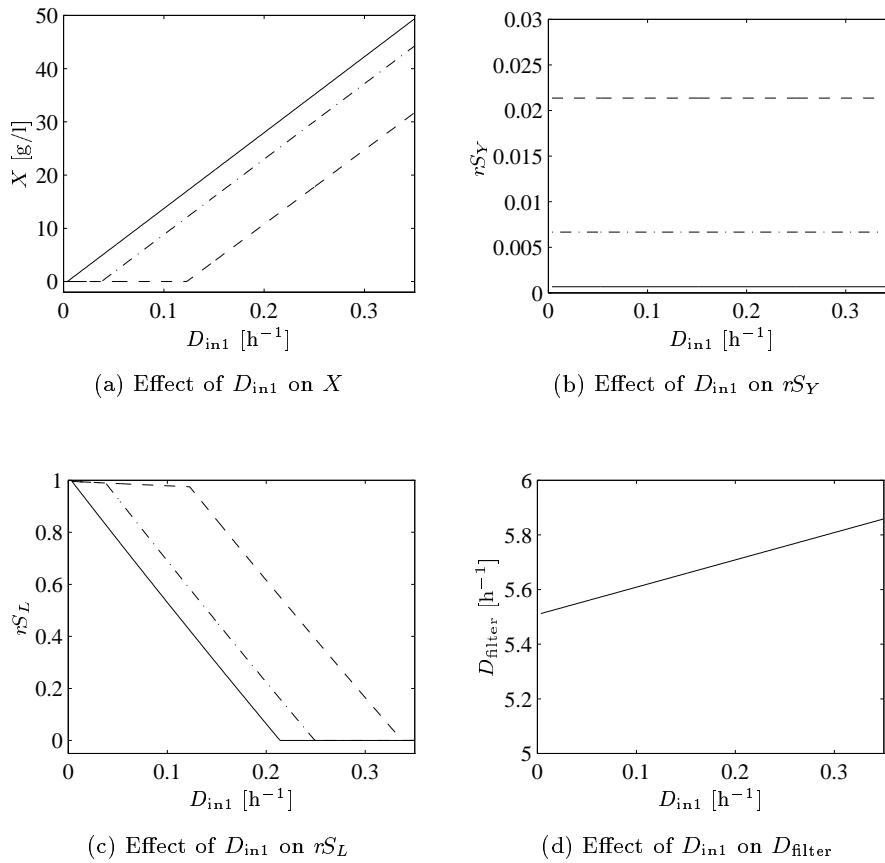 50
40
30
20
10
0
X [g/l]
0 0.1 0.2 0.3
D_in1 [h⁻¹]
(a) Effect of D_in1 on X
0.03
0.025
0.02
0.015
0.01
0.005
0
rS_Y
0 0.1 0.2 0.3
D_in1 [h⁻¹]
(b) Effect of D_in1 on rS_Y
1
0.8
0.6
0.4
0.2
0
rS_L
0 0.1 0.2 0.3
D_in1 [h⁻¹]
(c) Effect of D_in1 on rS_L
6
5.8
5.6
5.4
5.2
5
D_filter [h⁻¹]
0 0.1 0.2 0.3
D_in1 [h⁻¹]
(d) Effect of D_in1 on D_filter